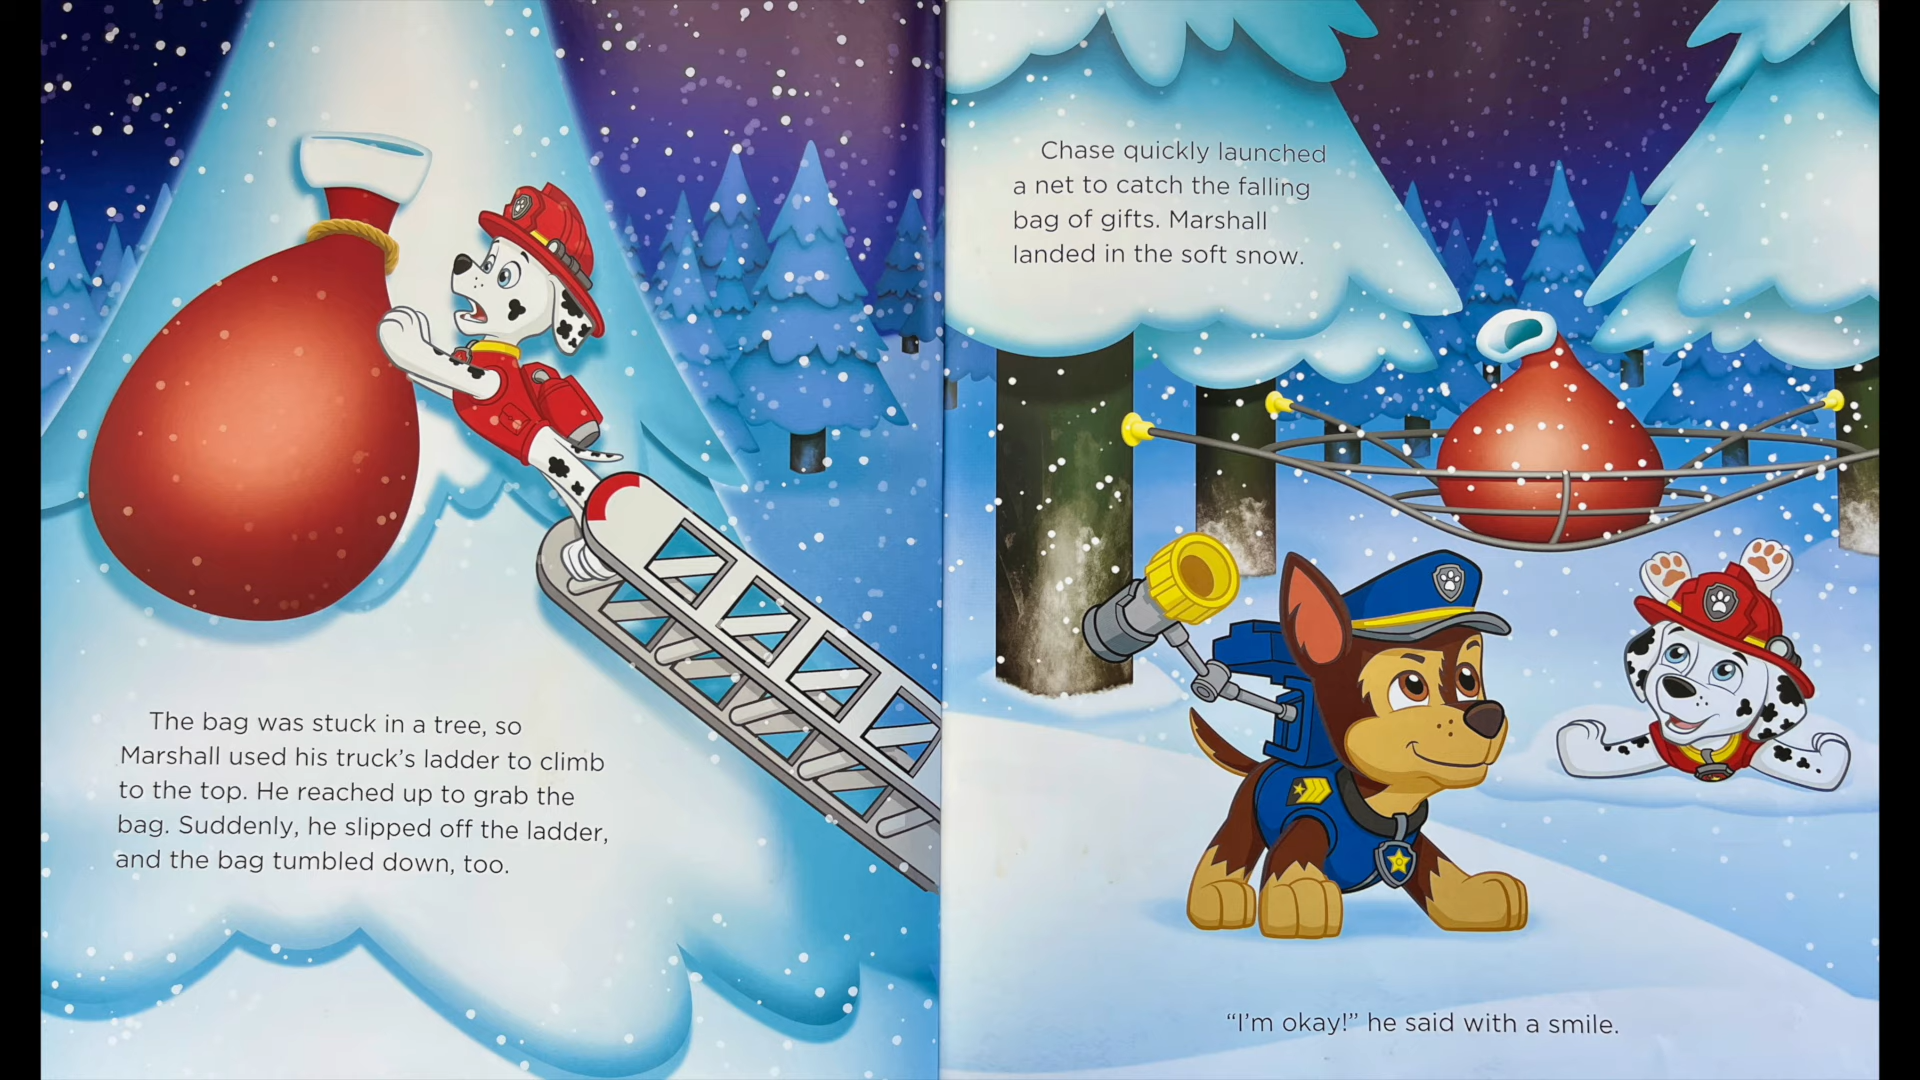 The bag was stuck in a tree, so
Marshall used his truck’s ladder to climb
to the top. He reached up to grab the
bag. Suddenly, he slipped off the ladder,
and the bag tumbled down, too.
Chase quickly launched
a net to catch the falling
bag of gifts. Marshall
landed in the soft snow.
“I’m okay!” he said with a smile.